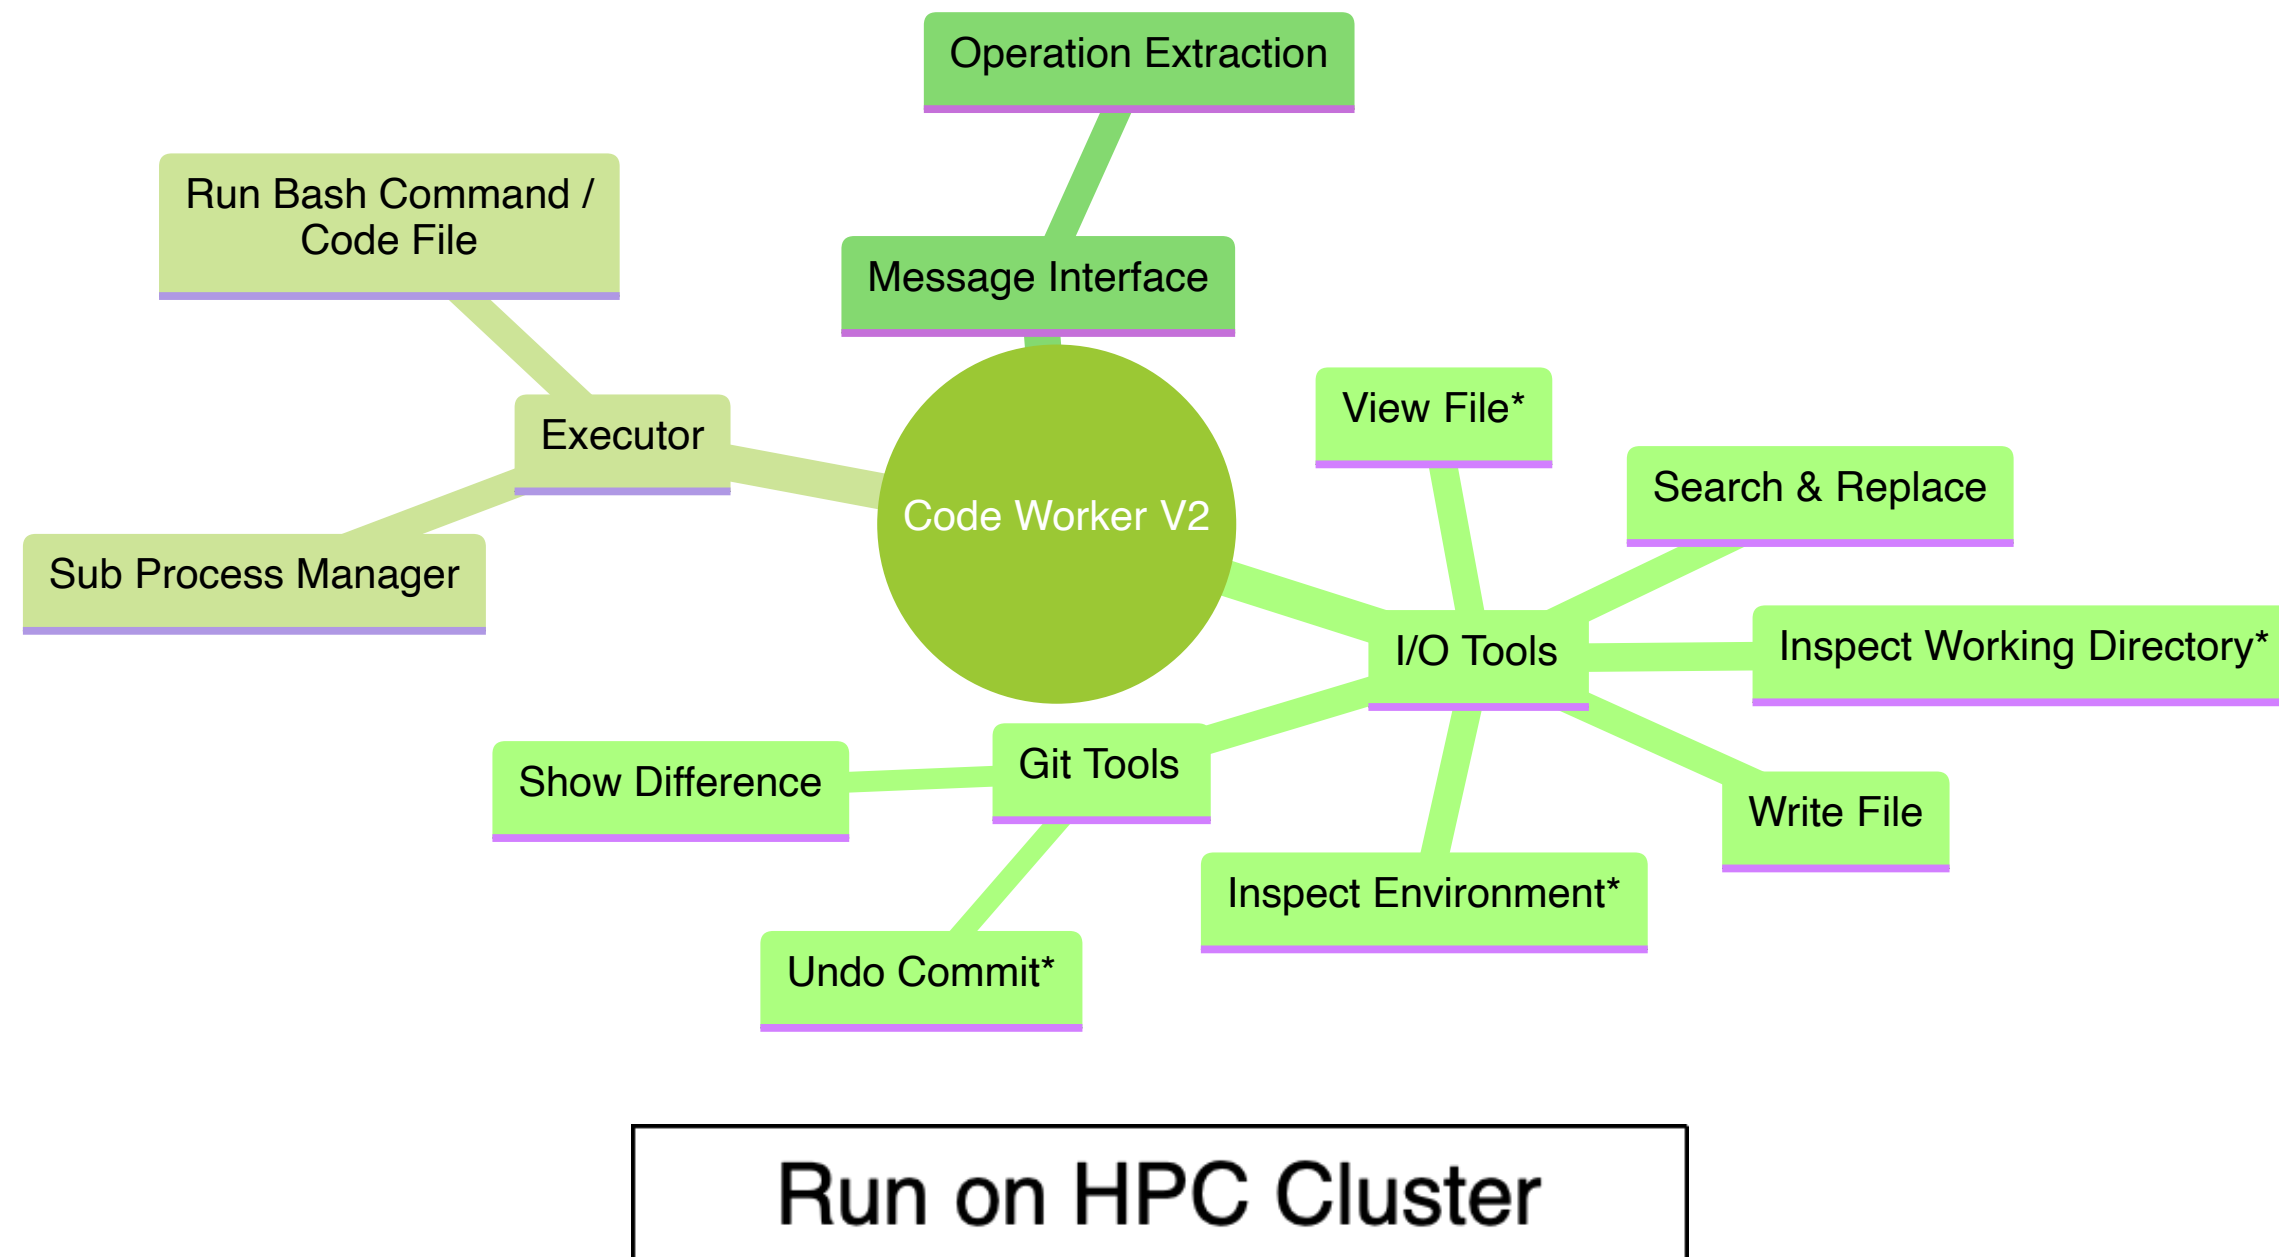 Operation Extraction
Run Bash Command /
Code File
Message Interface
View File*
Executor
Search & Replace
Code Worker V2
Sub Process Manager
I/O Tools
Inspect Working Directory*
Git Tools
Show Difference
Write File
Inspect Environment*
Undo Commit*
Run on HPC Cluster